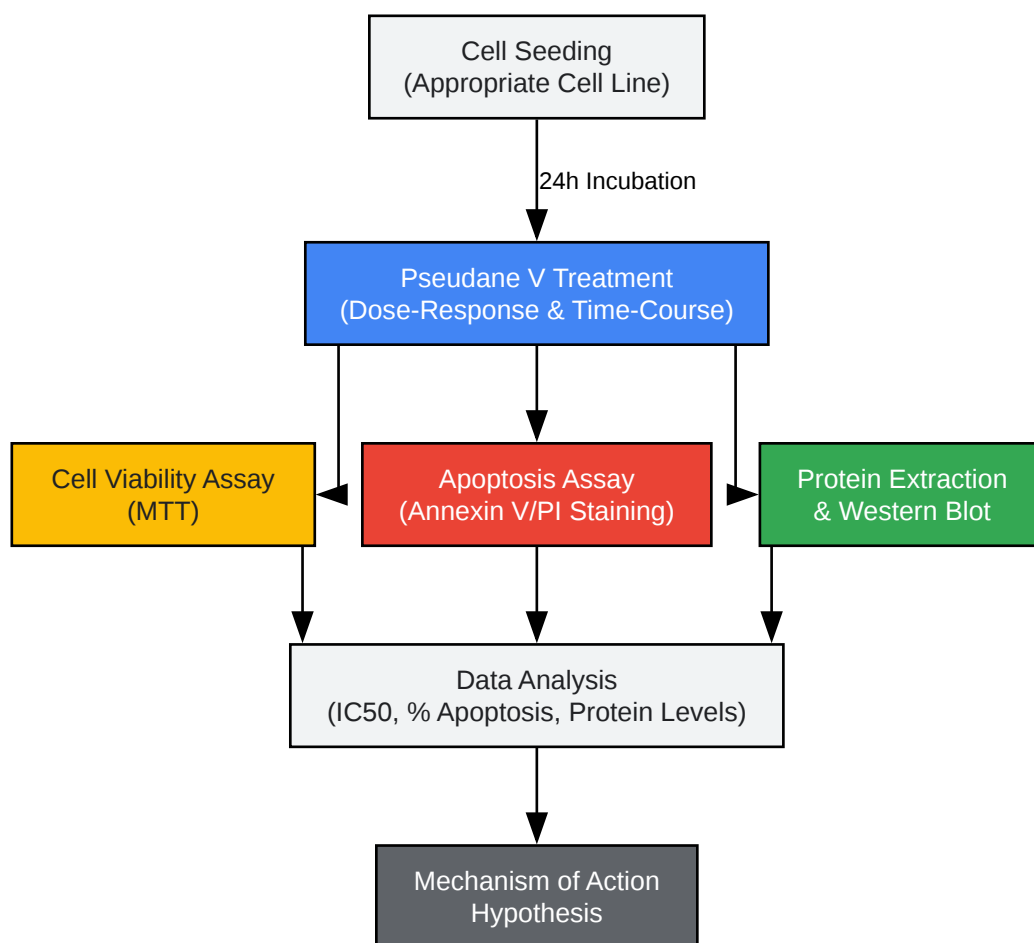 Cell Seeding
(Appropriate Cell Line)
24h Incubation
Pseudane V Treatment
(Dose-Response & Time-Course)
Cell Viability Assay
(MTT)
Apoptosis Assay
(Annexin V/PI Staining)
Protein Extraction
& Western Blot
Data Analysis
(IC50, % Apoptosis, Protein Levels)
Mechanism of Action
Hypothesis